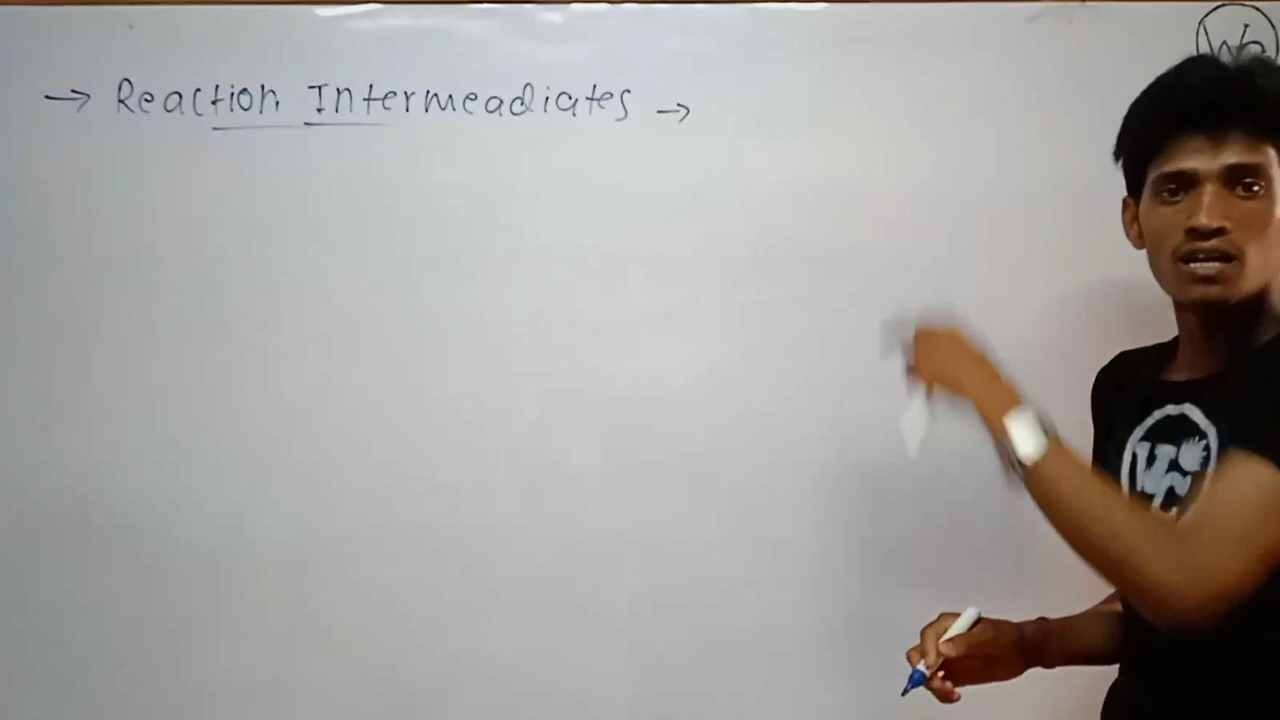 → Reaction Intermeadiates →